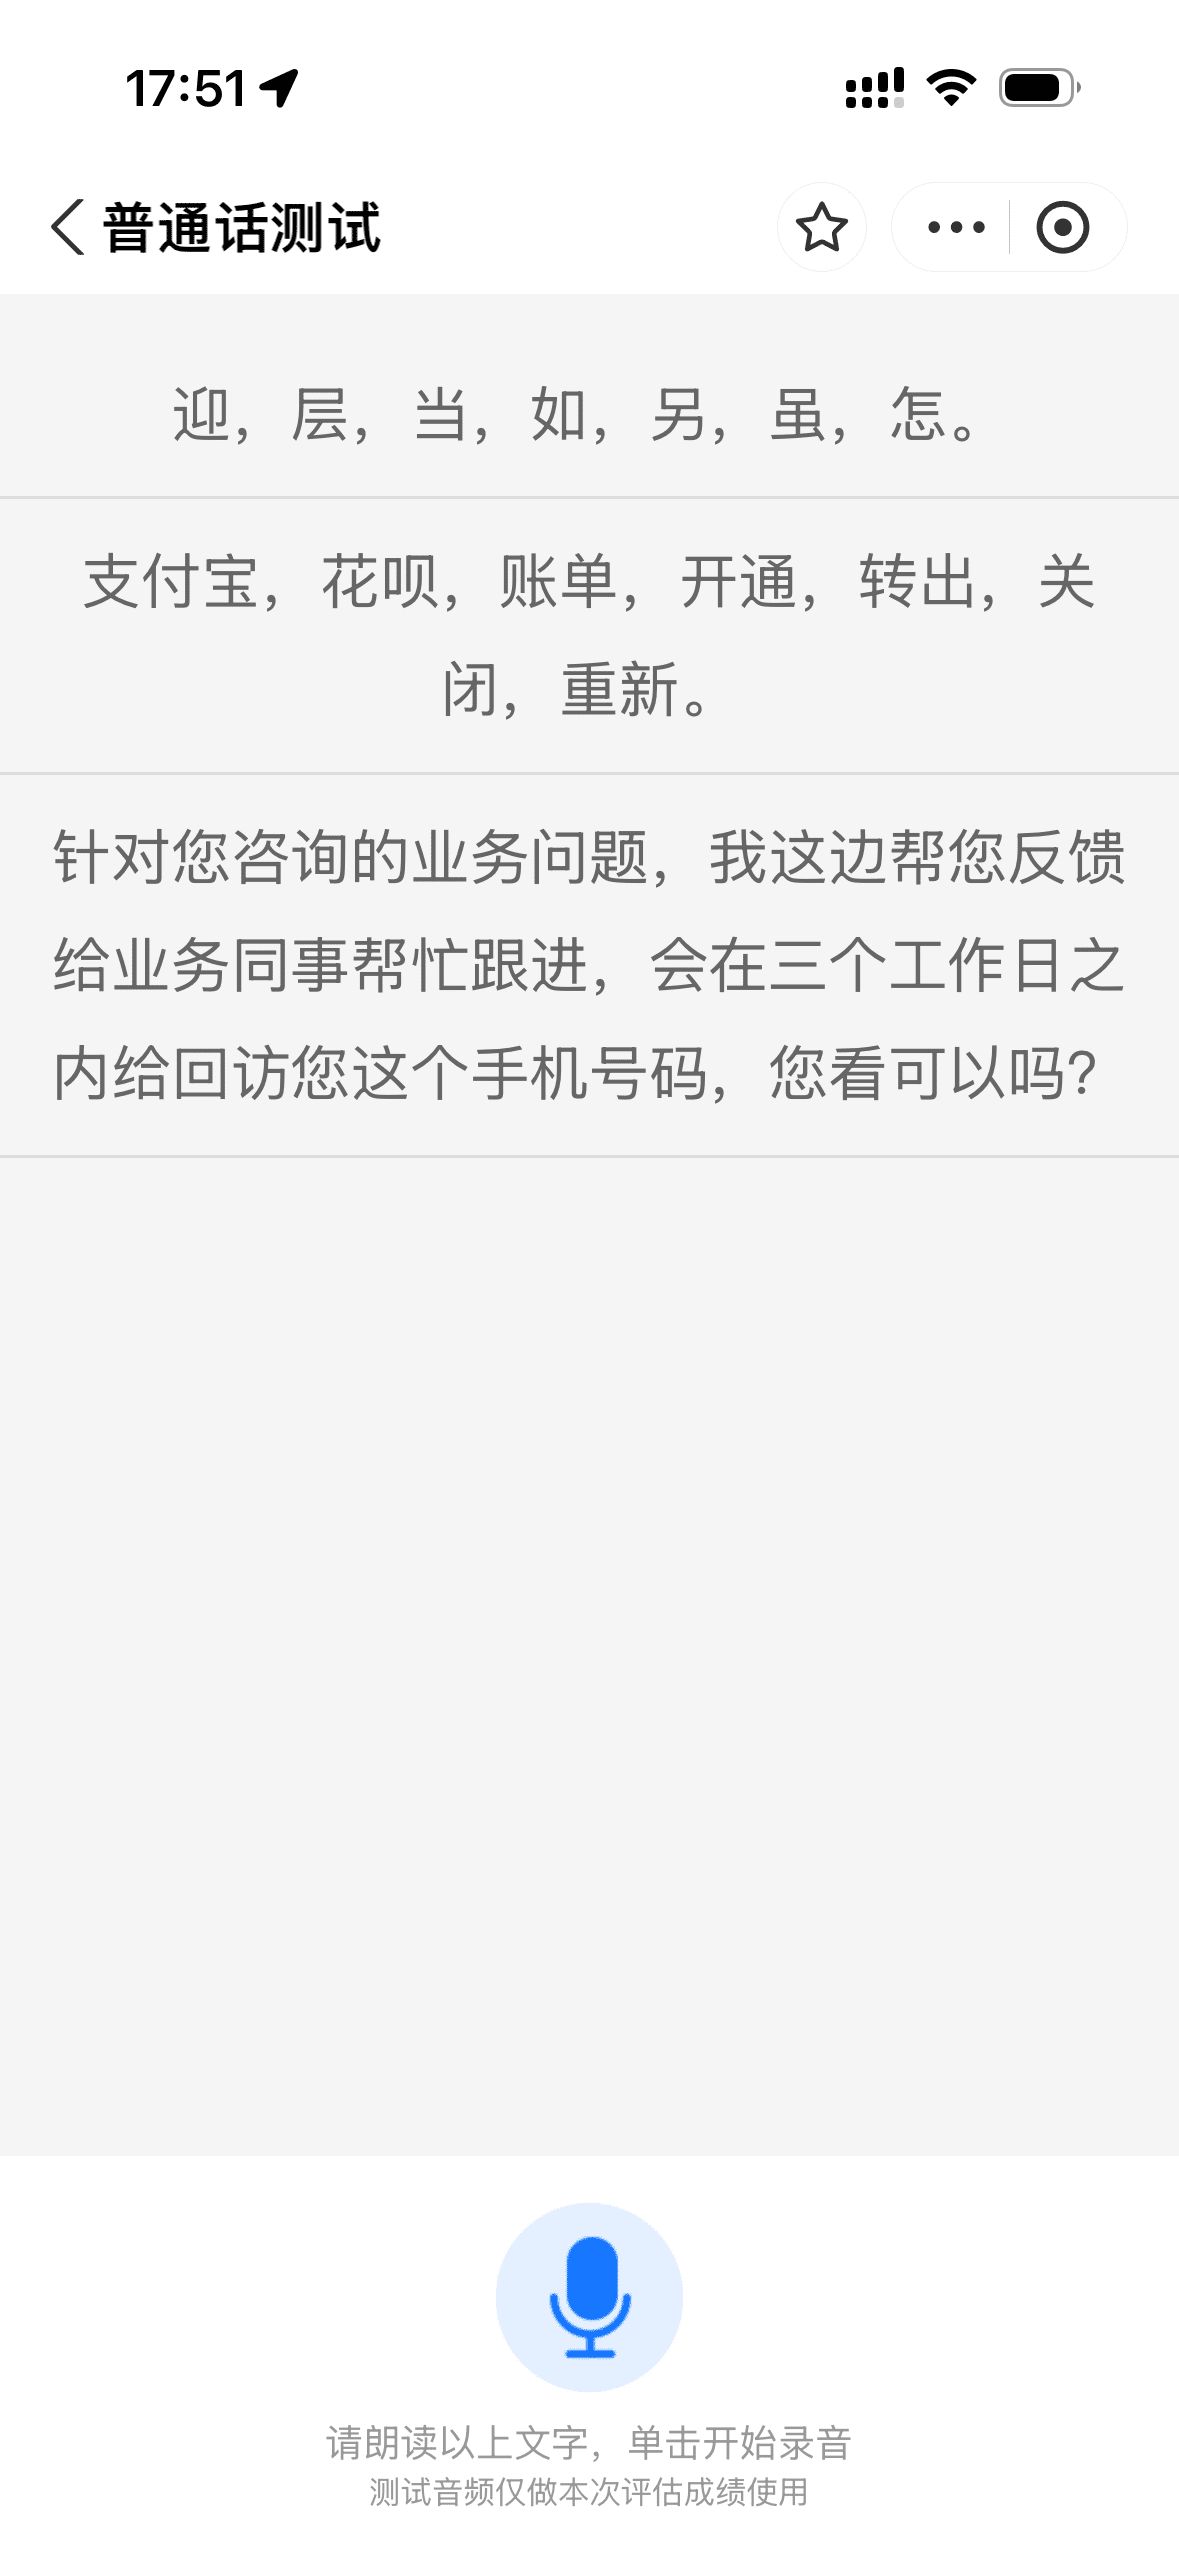 17:51
普通话测试
迎，层，当，如，另，虽，怎。
支付宝，花呗，账单，开通，转出，关
闭，重新。
针对您咨询的业务问题，我这边帮您反馈
给业务同事帮忙跟进，会在三个工作日之
内给回访您这个手机号码，您看可以吗?
请朗读以上文字，单击开始录音
测试音频仅做本次评估成绩使用